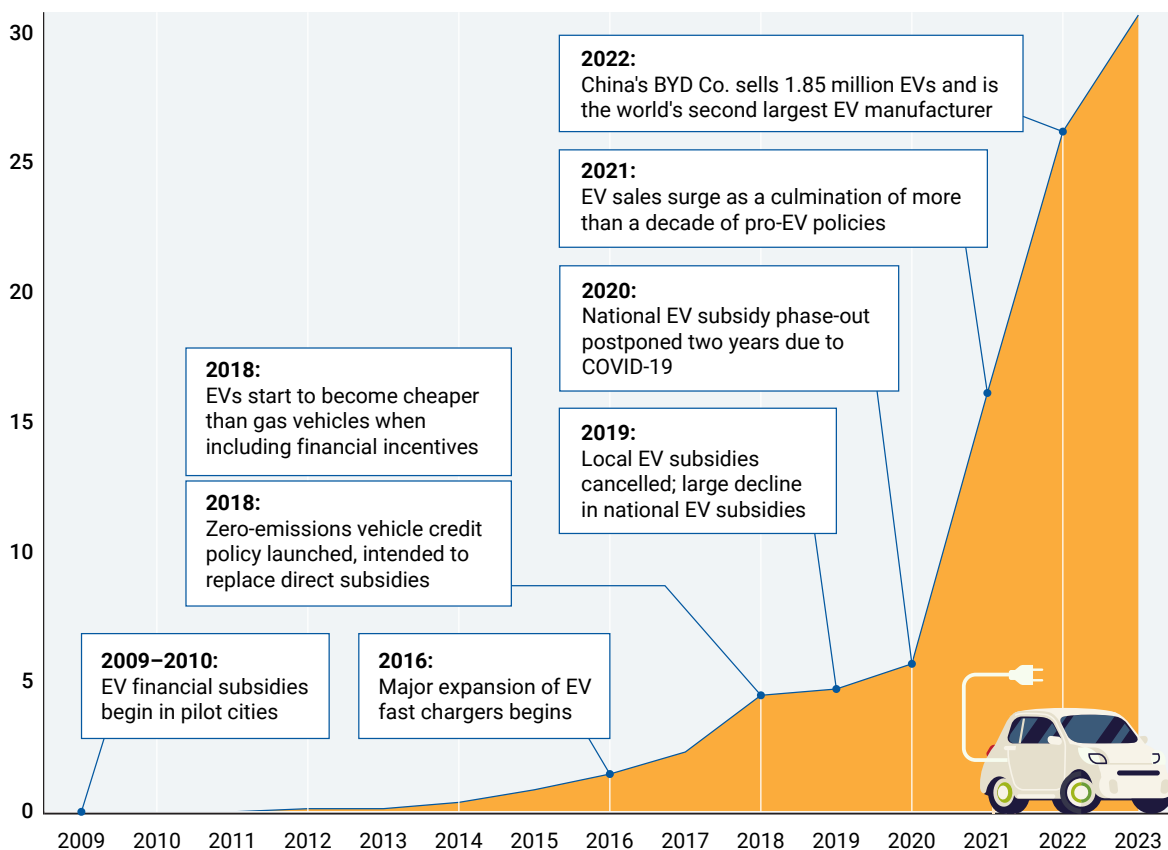 30
25
20
15
10
5
0
2022:
China's BYD Co. sells 1.85 million EVs and is
the world's second largest EV manufacturer
2021:
EV sales surge as a culmination of more
than a decade of pro-EV policies
2020:
National EV subsidy phase-out
postponed two years due to
COVID-19
2018:
EVs start to become cheaper
than gas vehicles when
including financial incentives
2019:
Local EV subsidies
cancelled; large decline
in national EV subsidies
2018:
Zero-emissions vehicle credit
policy launched, intended to
replace direct subsidies
2009–2010:
EV financial subsidies
begin in pilot cities
2016:
Major expansion of EV
fast chargers begins
2009 2010 2011 2012 2013 2014 2015 2016 2017 2018 2019 2020 2021 2022 2023